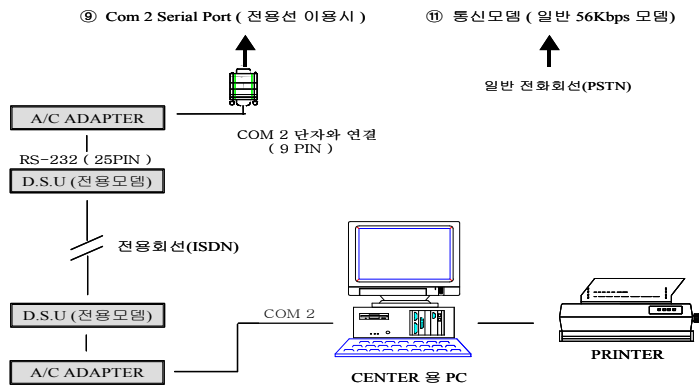 ⑨ Com 2 Serial Port ( 전용선 이용시 )
⑪ 통신모뎀 ( 일반 56Kbps 모뎀)
일반 전화회선(PSTN)
A/C ADAPTER
COM 2 단자와 연결
( 9 PIN )
RS-232 ( 25PIN )
D.S.U (전용모뎀)
전용회선(ISDN)
D.S.U (전용모뎀)
COM 2
A/C ADAPTER
CENTER 용 PC
PRINTER